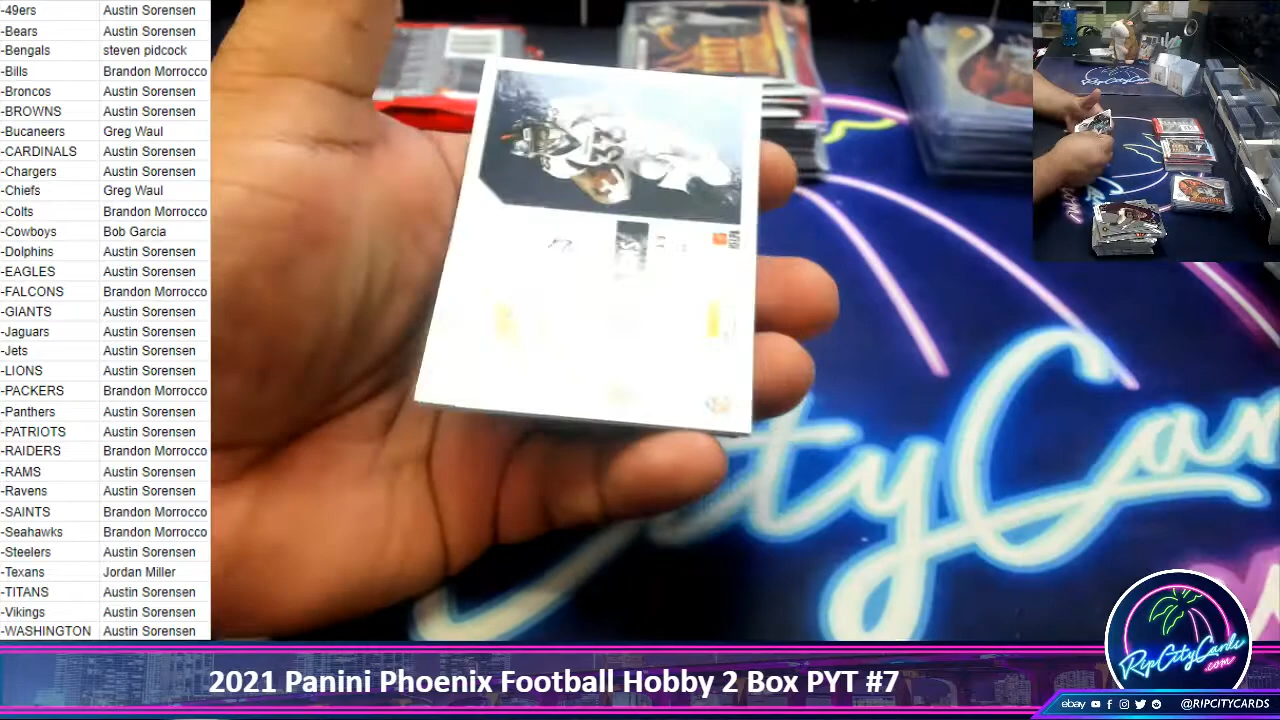 -49ers Austin Sorensen
-Bears Austin Sorensen
-Bengals steven pidcock
-Bills Brandon Morrocco
-Broncos Austin Sorensen
-BROWNS Austin Sorensen
-Bucaneers Greg Waul
-CARDINALS Austin Sorensen
-Chargers Austin Sorensen
-Chiefs Greg Waul
-Colts Brandon Morrocco
-Cowboys Bob Garcia
-Dolpins Austin Sorensen
-EAGLES Austin Sorensen
-FALCONS Brandon Morrocco
-GIANTS Austin Sorensen
-Jaguars Austin Sorensen
-Jets Austin Sorensen
-LIONS Austin Sorensen
-PACKERS Brandon Morrocco
-Panthers Austin Sorensen
-PATRIOTS Austin Sorensen
-RAIDERS Brandon Morrocco
-RAMS Austin Sorensen
-Ravens Austin Sorensen
-SAINTS Brandon Morrocco
-Seahawks Brandon Morrocco
-Steelers Austin Sorensen
-Texans Jordan Miller
-TITANS Austin Sorensen
-Vikings Austin Sorensen
-WASHINGTON Austin Sorensen
ity Car
RipCityCards
.com
2021 Panini Phoenix Football Hobby 2 Box PYT #7
ebay @RIPCITYCARDS